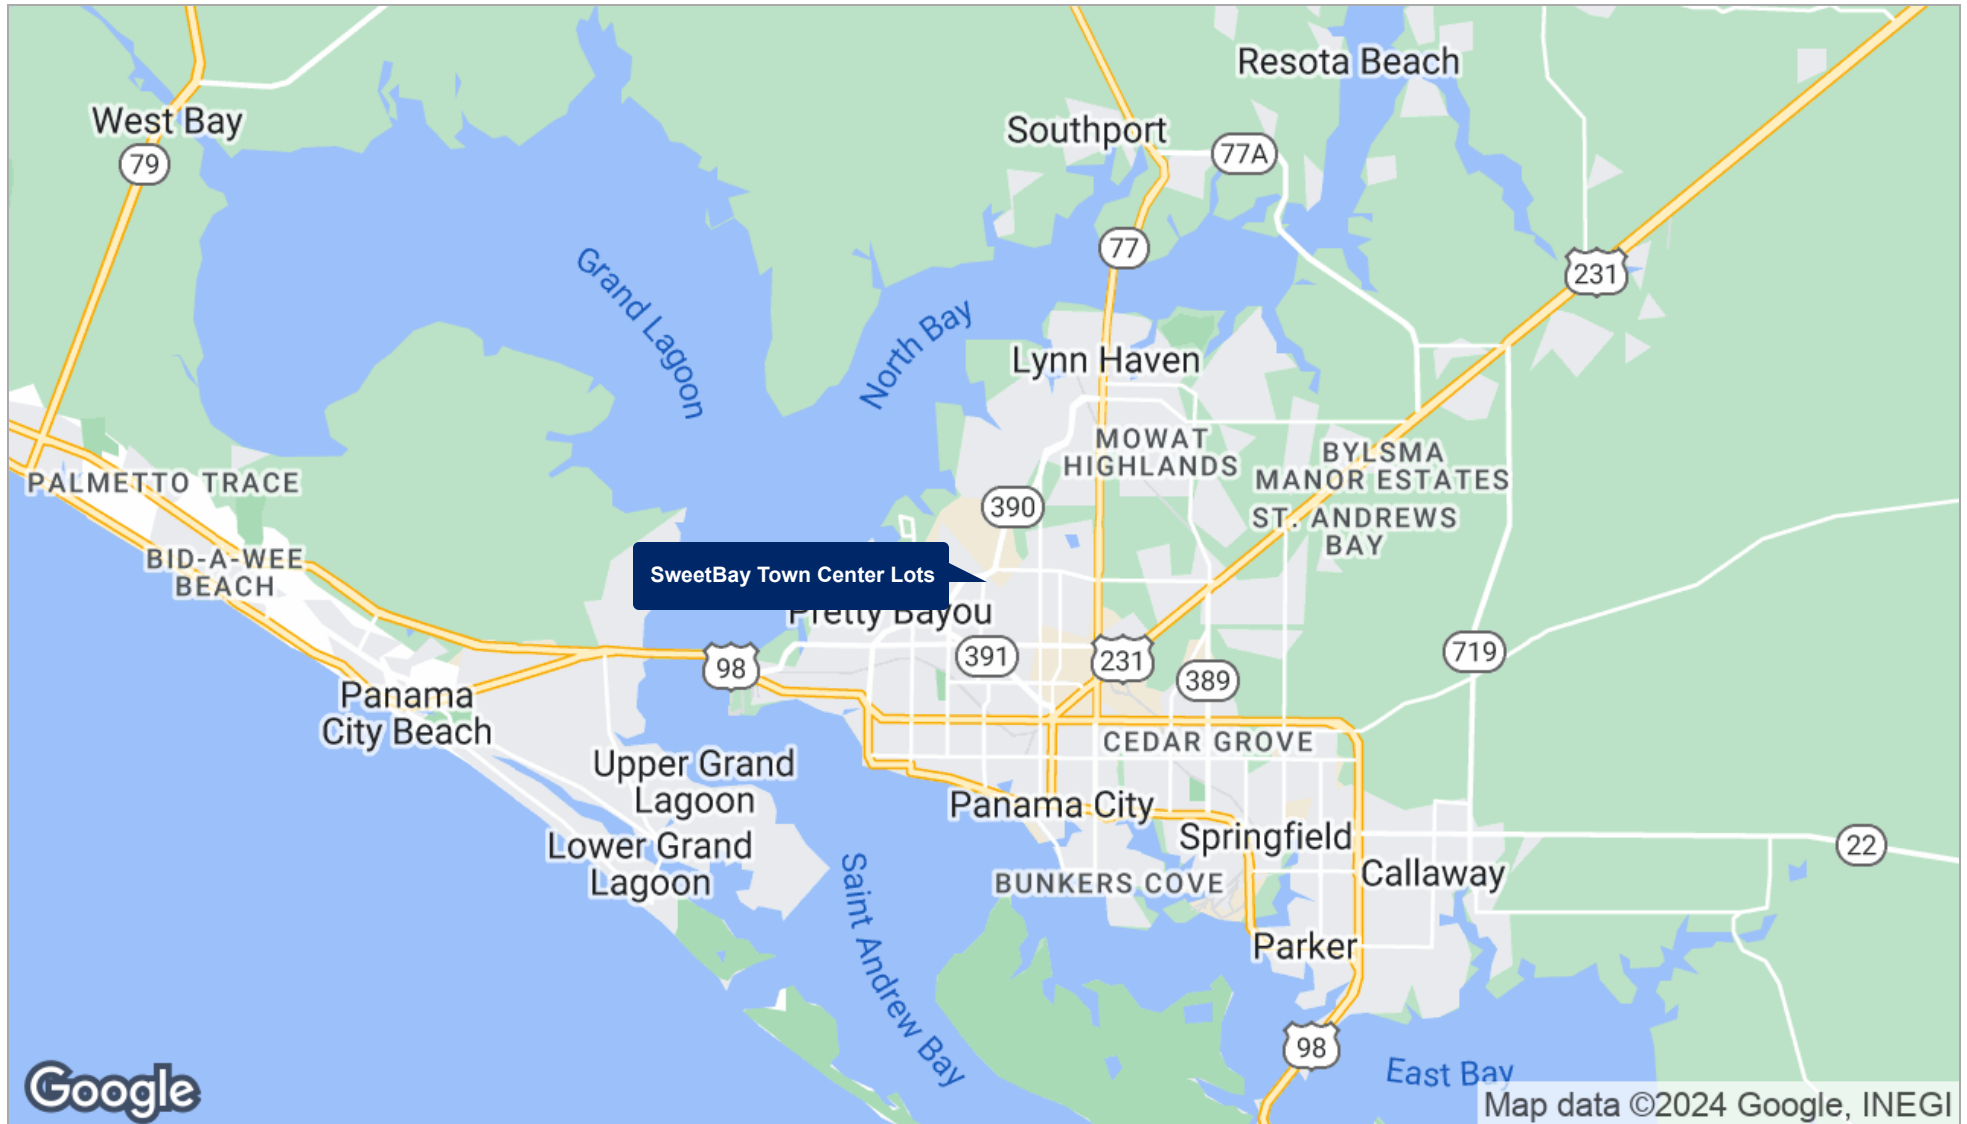 Resota Beach
West Bay
Southport
79
77A
77
231
Grand Lagoon
North Bay
Lynn Haven
MOWAT
HIGHLANDS
BYLSMA
MANOR ESTATES
PALMETTO TRACE
390
ST. ANDREWS
BAY
BID-A-WEE
BEACH
SweetBay Town Center Lots
Pretty Bayou
98
391
231
389
719
Panama
City Beach
CEDAR GROVE
Upper Grand
Lagoon
Panama City
Springfield
Lower Grand
Lagoon
22
Callaway
BUNKERS COVE
Saint Andrew Bay
Parker
98
East Bay
Google
Map data ©2024 Google, INEGI